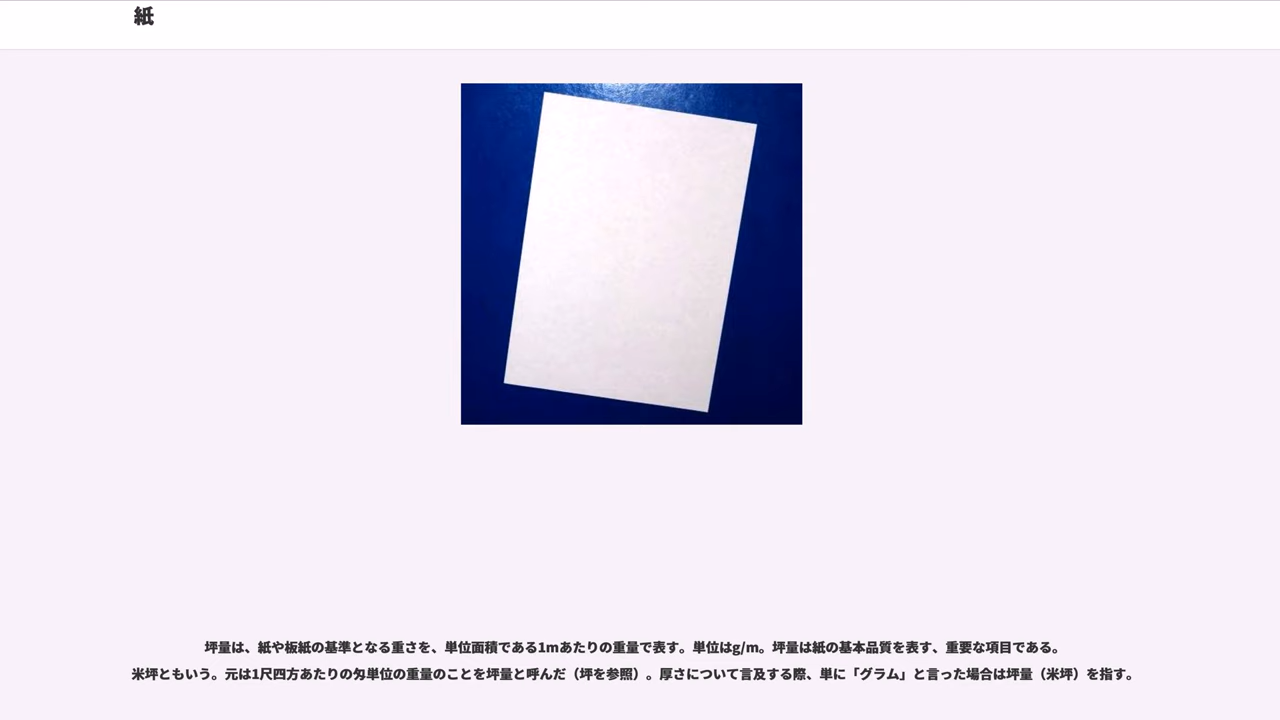 紙
坪量は、紙や板紙の基準となる重さを、単位面積である1mあたりの重量で表す。単位はg/m。坪量は紙の基本品質を表す、重要な項目である。
米坪ともいう。元は1尺四方あたりの匁単位の重量のことを坪量と呼んだ（坪を参照）。厚さについて言及する際、単に「グラム」と言った場合は坪量（米坪）を指す。